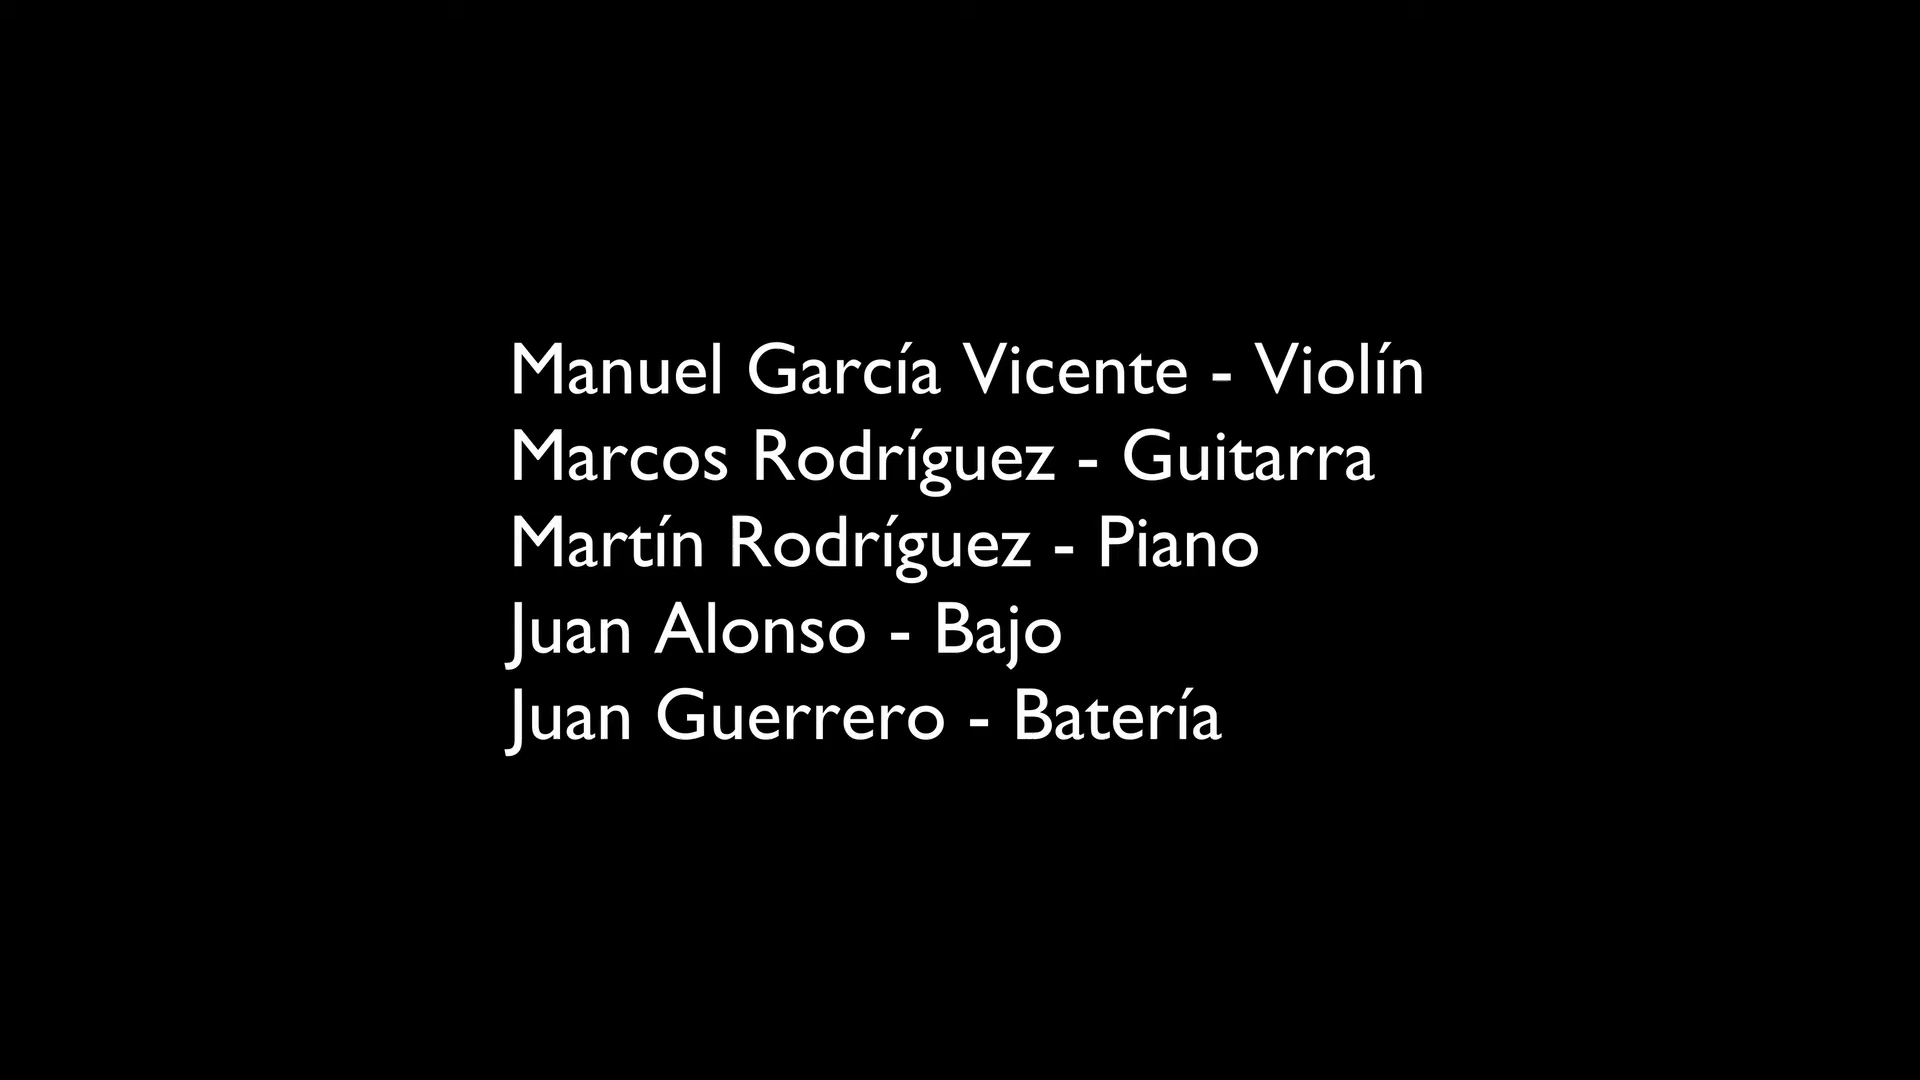 Manuel García Vicente - Violín
Marcos Rodríguez - Guitarra
Martín Rodríguez - Piano
Juan Alonso - Bajo
Juan Guerrero - Batería